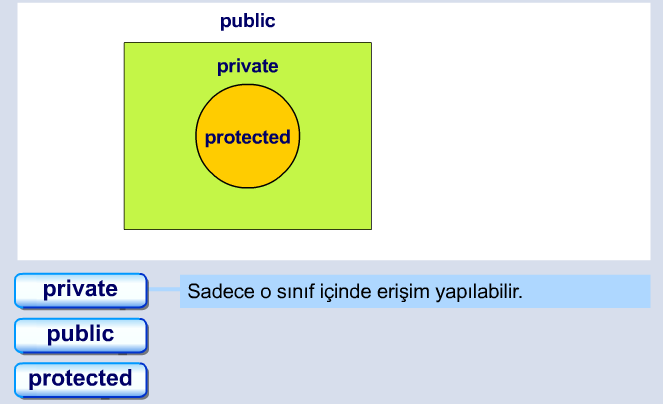 public
private
protected
private
Sadece o sınıf içinde erişim yapılabilir.
public
protected